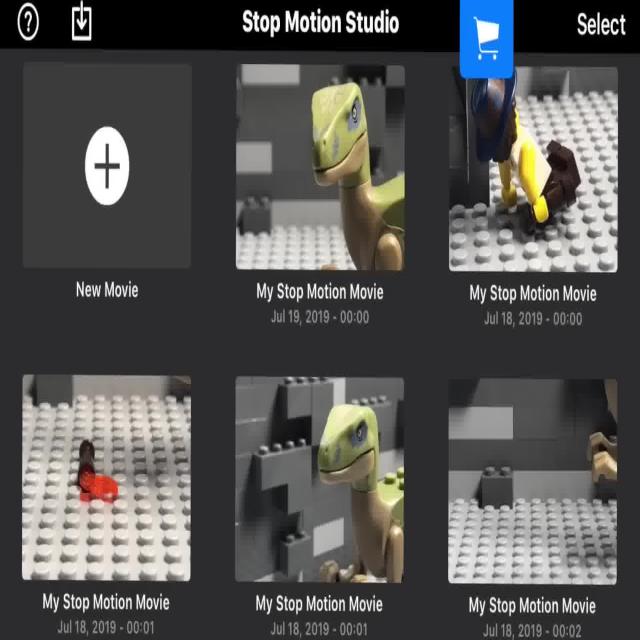 Stop Motion Studio
Select
New Movie
My Stop Motion Movie
Jul 19, 2019 - 00:00
My Stop Motion Movie
Jul 18, 2019 - 00:00
My Stop Motion Movie
Jul 18, 2019 - 00:01
My Stop Motion Movie
Jul 18, 2019 - 00:01
My Stop Motion Movie
Jul 18, 2019 - 00:02